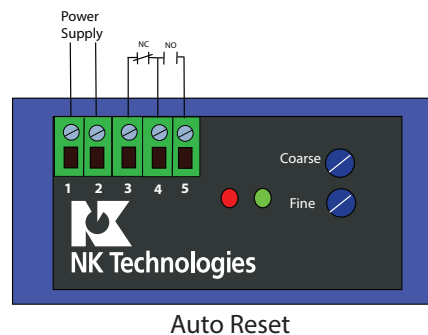 Power
Supply
NC NO
1 2 3 4 5
Coarse
Fine
NK Technologies
Auto Reset